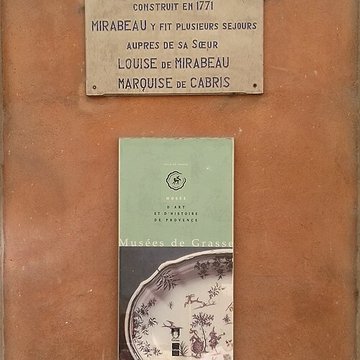 CONSTRUIT EN 1771
MIRABEAU Y FIT PLUSIEURS SEJOURS
AUPRES DE SA SŒUR
LOUISE DE MIRABEAU
MARQUISE DE CABRIS
MUSÉE
D'ART
ET D'HISTOIRE
DE PROVENCE
Musées de Grasse